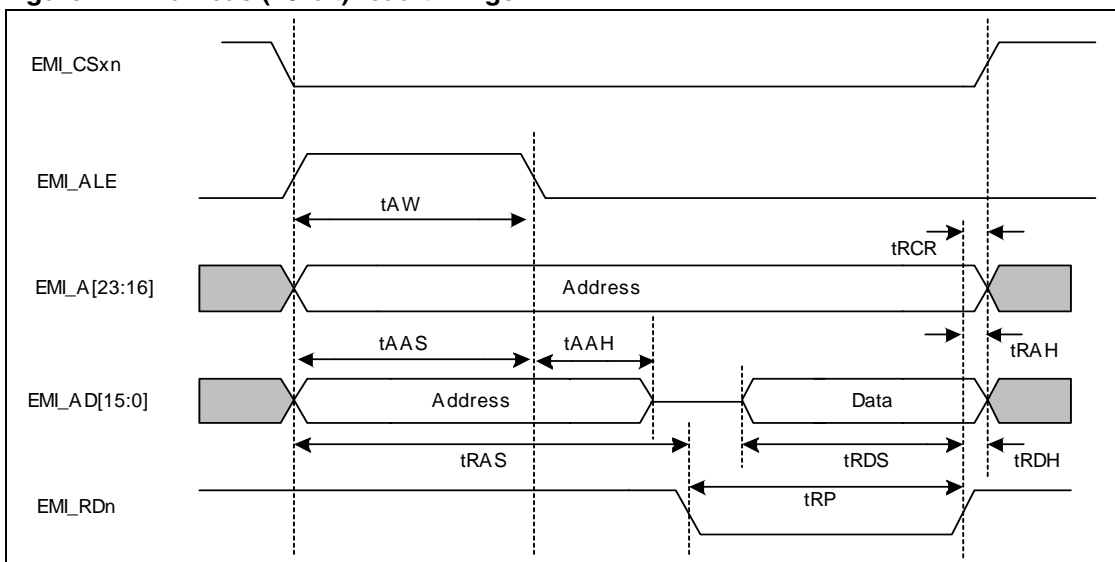 EMI_CSxn
EMI_ALE
tAW
tRCR
EMI_A[23:16]
Address
tAAS
tAAH
tRAH
EMI_AD[15:0]
Address
Data
tRAS
tRDS
tRDH
EMI_RDn
tRP